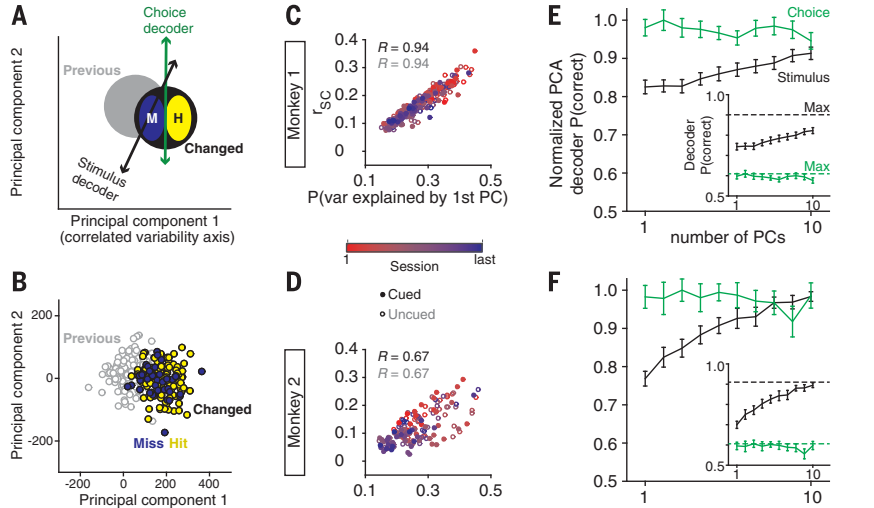 A
Choice
decoder
Principal component 2
Previous
M
H
Changed
Stimulus
decoder
Principal component 1
(correlated variability axis)
B
Principal component 2
200
0
-200
Previous
Changed
Miss Hit
-200
0
200
400
Principal component 1
C
Monkey 1
rSC
0.4
0.3
0.2
0.1
0
R = 0.94
R = 0.94
0.1
0.3
0.5
P(var explained by 1st PC)
1
Session
last
Cued
Uncued
D
Monkey 2
0.4
0.3
0.2
0.1
0
R = 0.67
R = 0.67
0.1
0.3
0.5
E
Normalized PCA
decoder P(correct)
1.0
0.9
0.8
0.7
0.6
0.5
Choice
Stimulus
Decoder
P(correct)
1.0
0.5
Max
Max
1
10
1
10
number of PCs
F
1.0
0.9
0.8
0.7
0.6
0.5
1.0
0.5
1
10
1
10